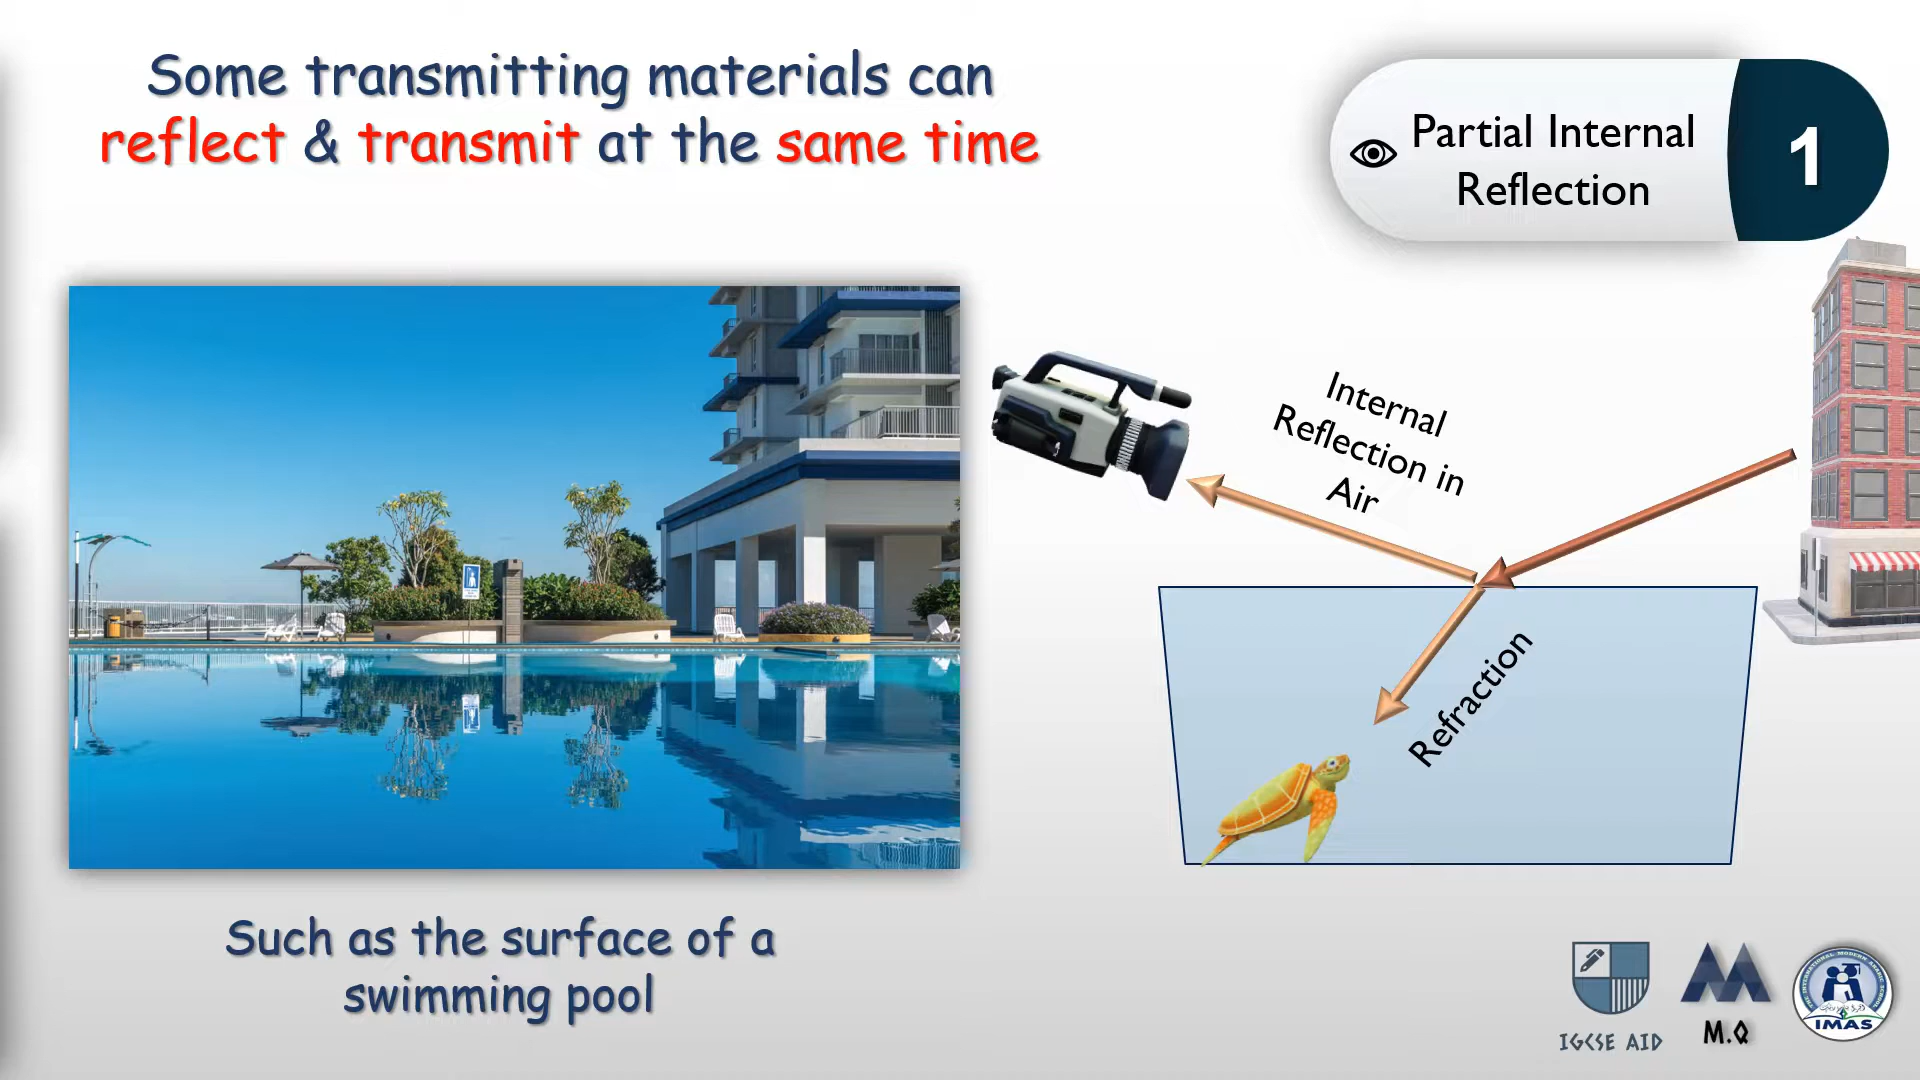 Some transmitting materials can
reflect & transmit at the same time
Partial Internal
Reflection
1
Internal
Reflection in
Air
Refraction
Such as the surface of a
swimming pool
IGCSE AID
M.Q
IMAS